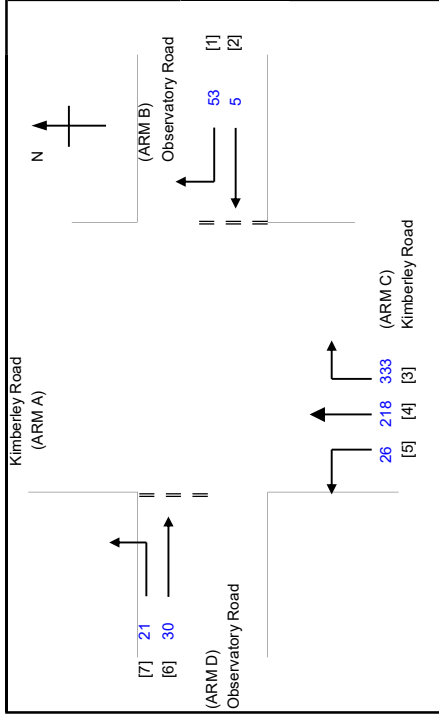 Kimberley Road
(ARM A)
N
(ARM B)
Observatory Road
53 [1]
5 [2]
[7] 21
[6] 30
(ARM D)
Observatory Road
(ARM C)
Kimberley Road
26 218 333
[5] [4] [3]